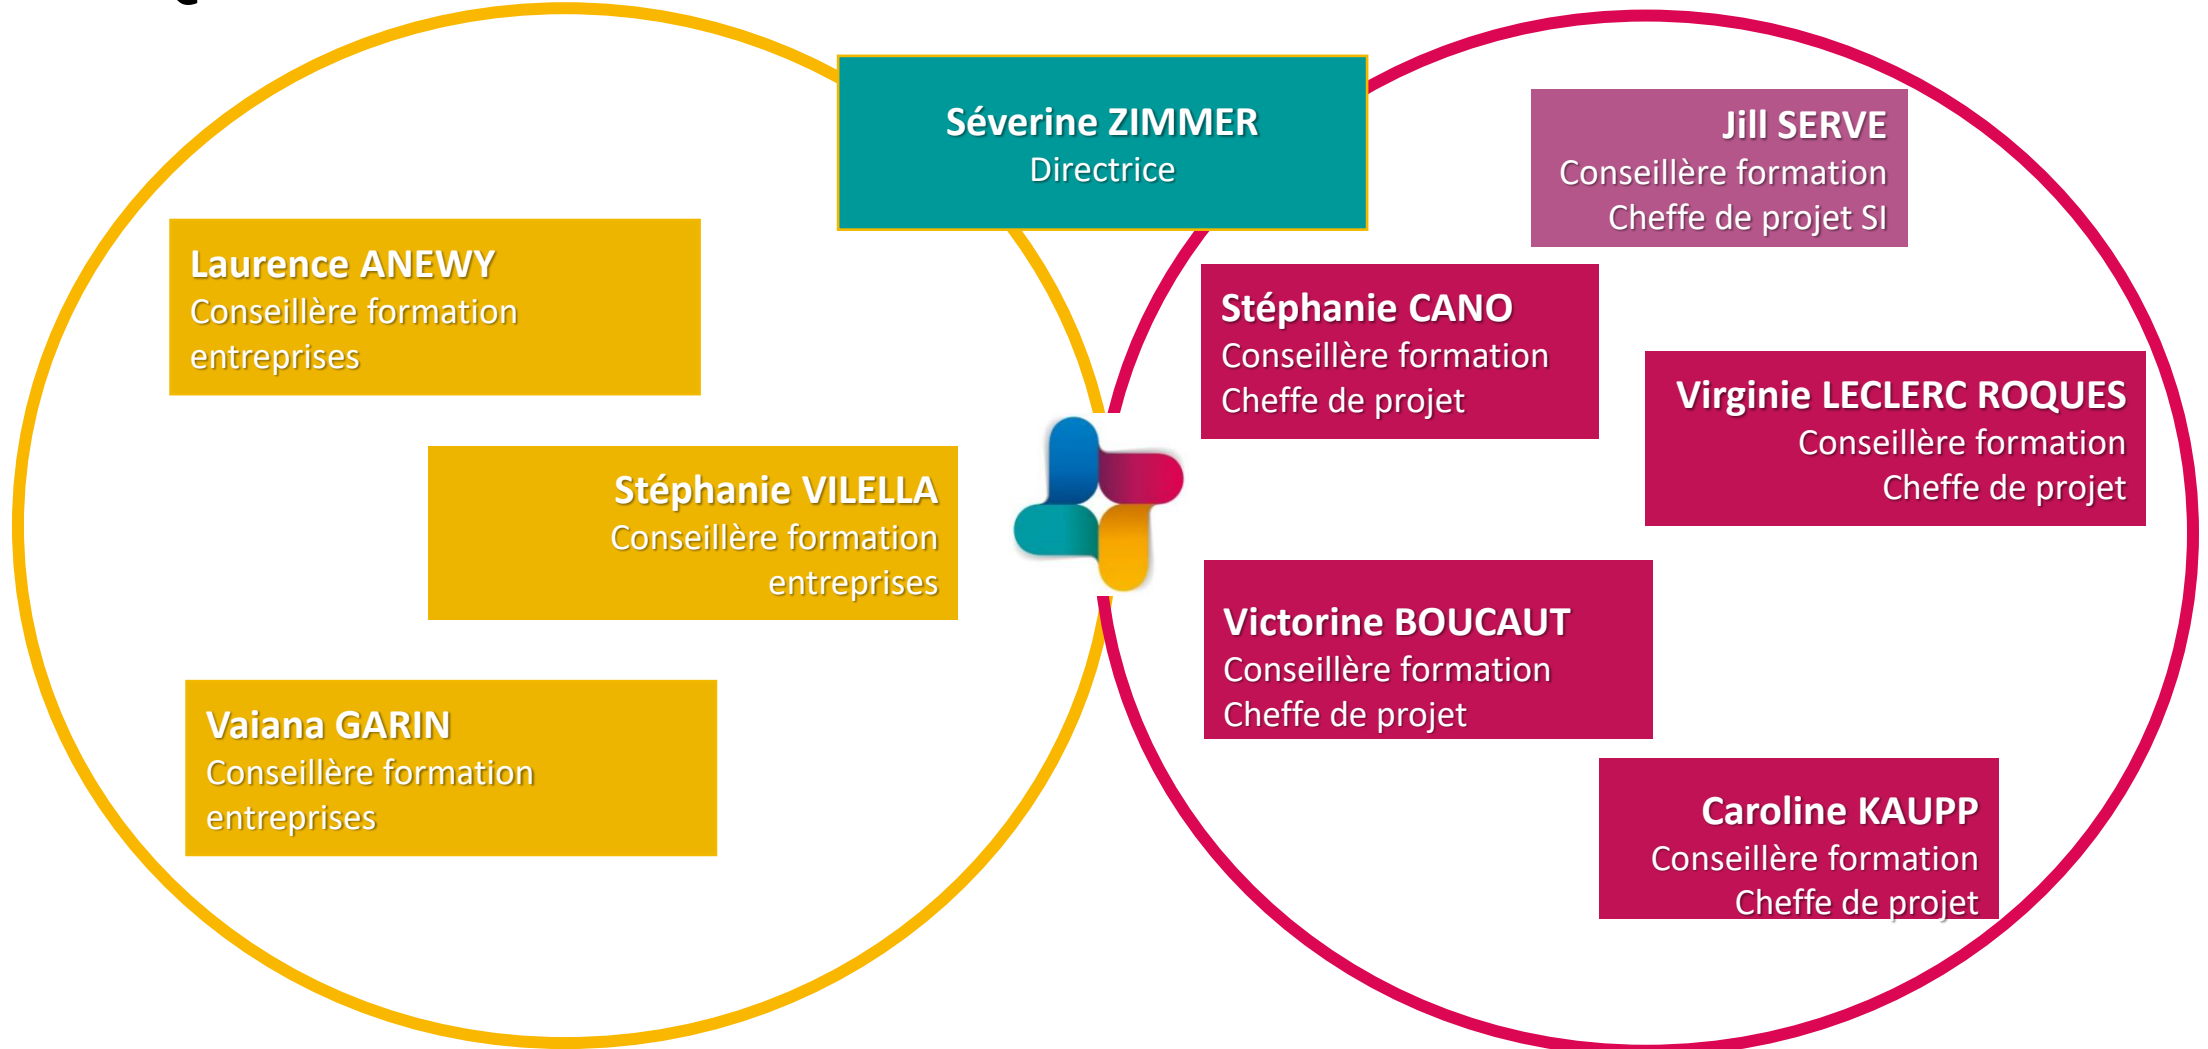 Séverine ZIMMER
Directrice
Jill SERVE
Conseillère formation
Cheffe de projet SI
Laurence ANEWY
Conseillère formation
entreprises
Stéphanie CANO
Conseillère formation
Cheffe de projet
Virginie LECLERC ROQUES
Conseillère formation
Cheffe de projet
Stéphanie VILELLA
Conseillère formation
entreprises
Victorine BOUCAUT
Conseillère formation
Cheffe de projet
Vaiana GARIN
Conseillère formation
entreprises
Caroline KAUPP
Conseillère formation
Cheffe de projet